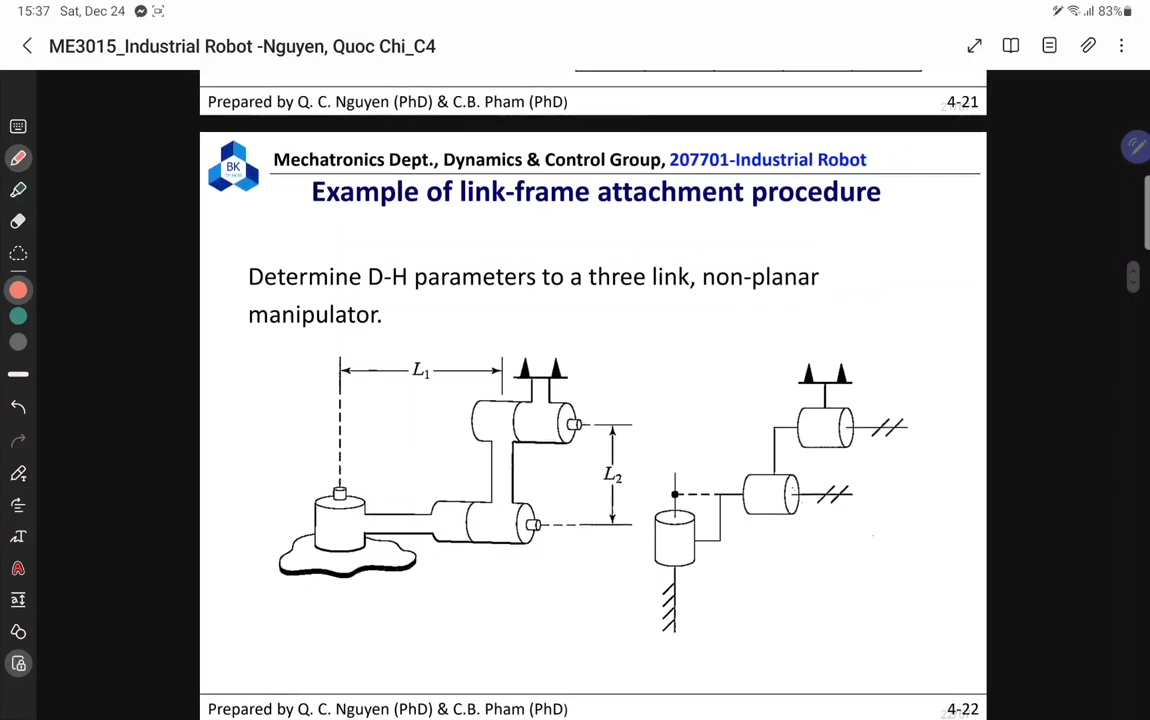 15:37 Sat, Dec 24 83%
ME3015_Industrial Robot -Nguyen, Quoc Chi_C4
Prepared by Q. C. Nguyen (PhD) & C.B. Pham (PhD) 4-21
BK
Mechatronics Dept., Dynamics & Control Group, 207701-Industrial Robot
Example of link-frame attachment procedure
Determine D-H parameters to a three link, non-planar
manipulator.
L₁
L₂
Prepared by Q. C. Nguyen (PhD) & C.B. Pham (PhD) 4-22